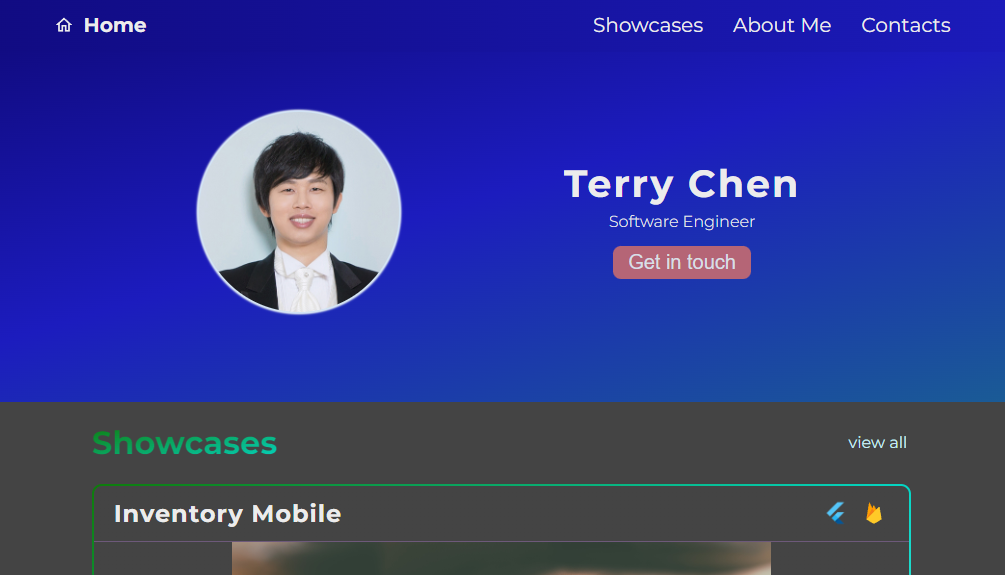 Home
Showcases
About Me
Contacts
Terry Chen
Software Engineer
Get in touch
Showcases
view all
Inventory Mobile